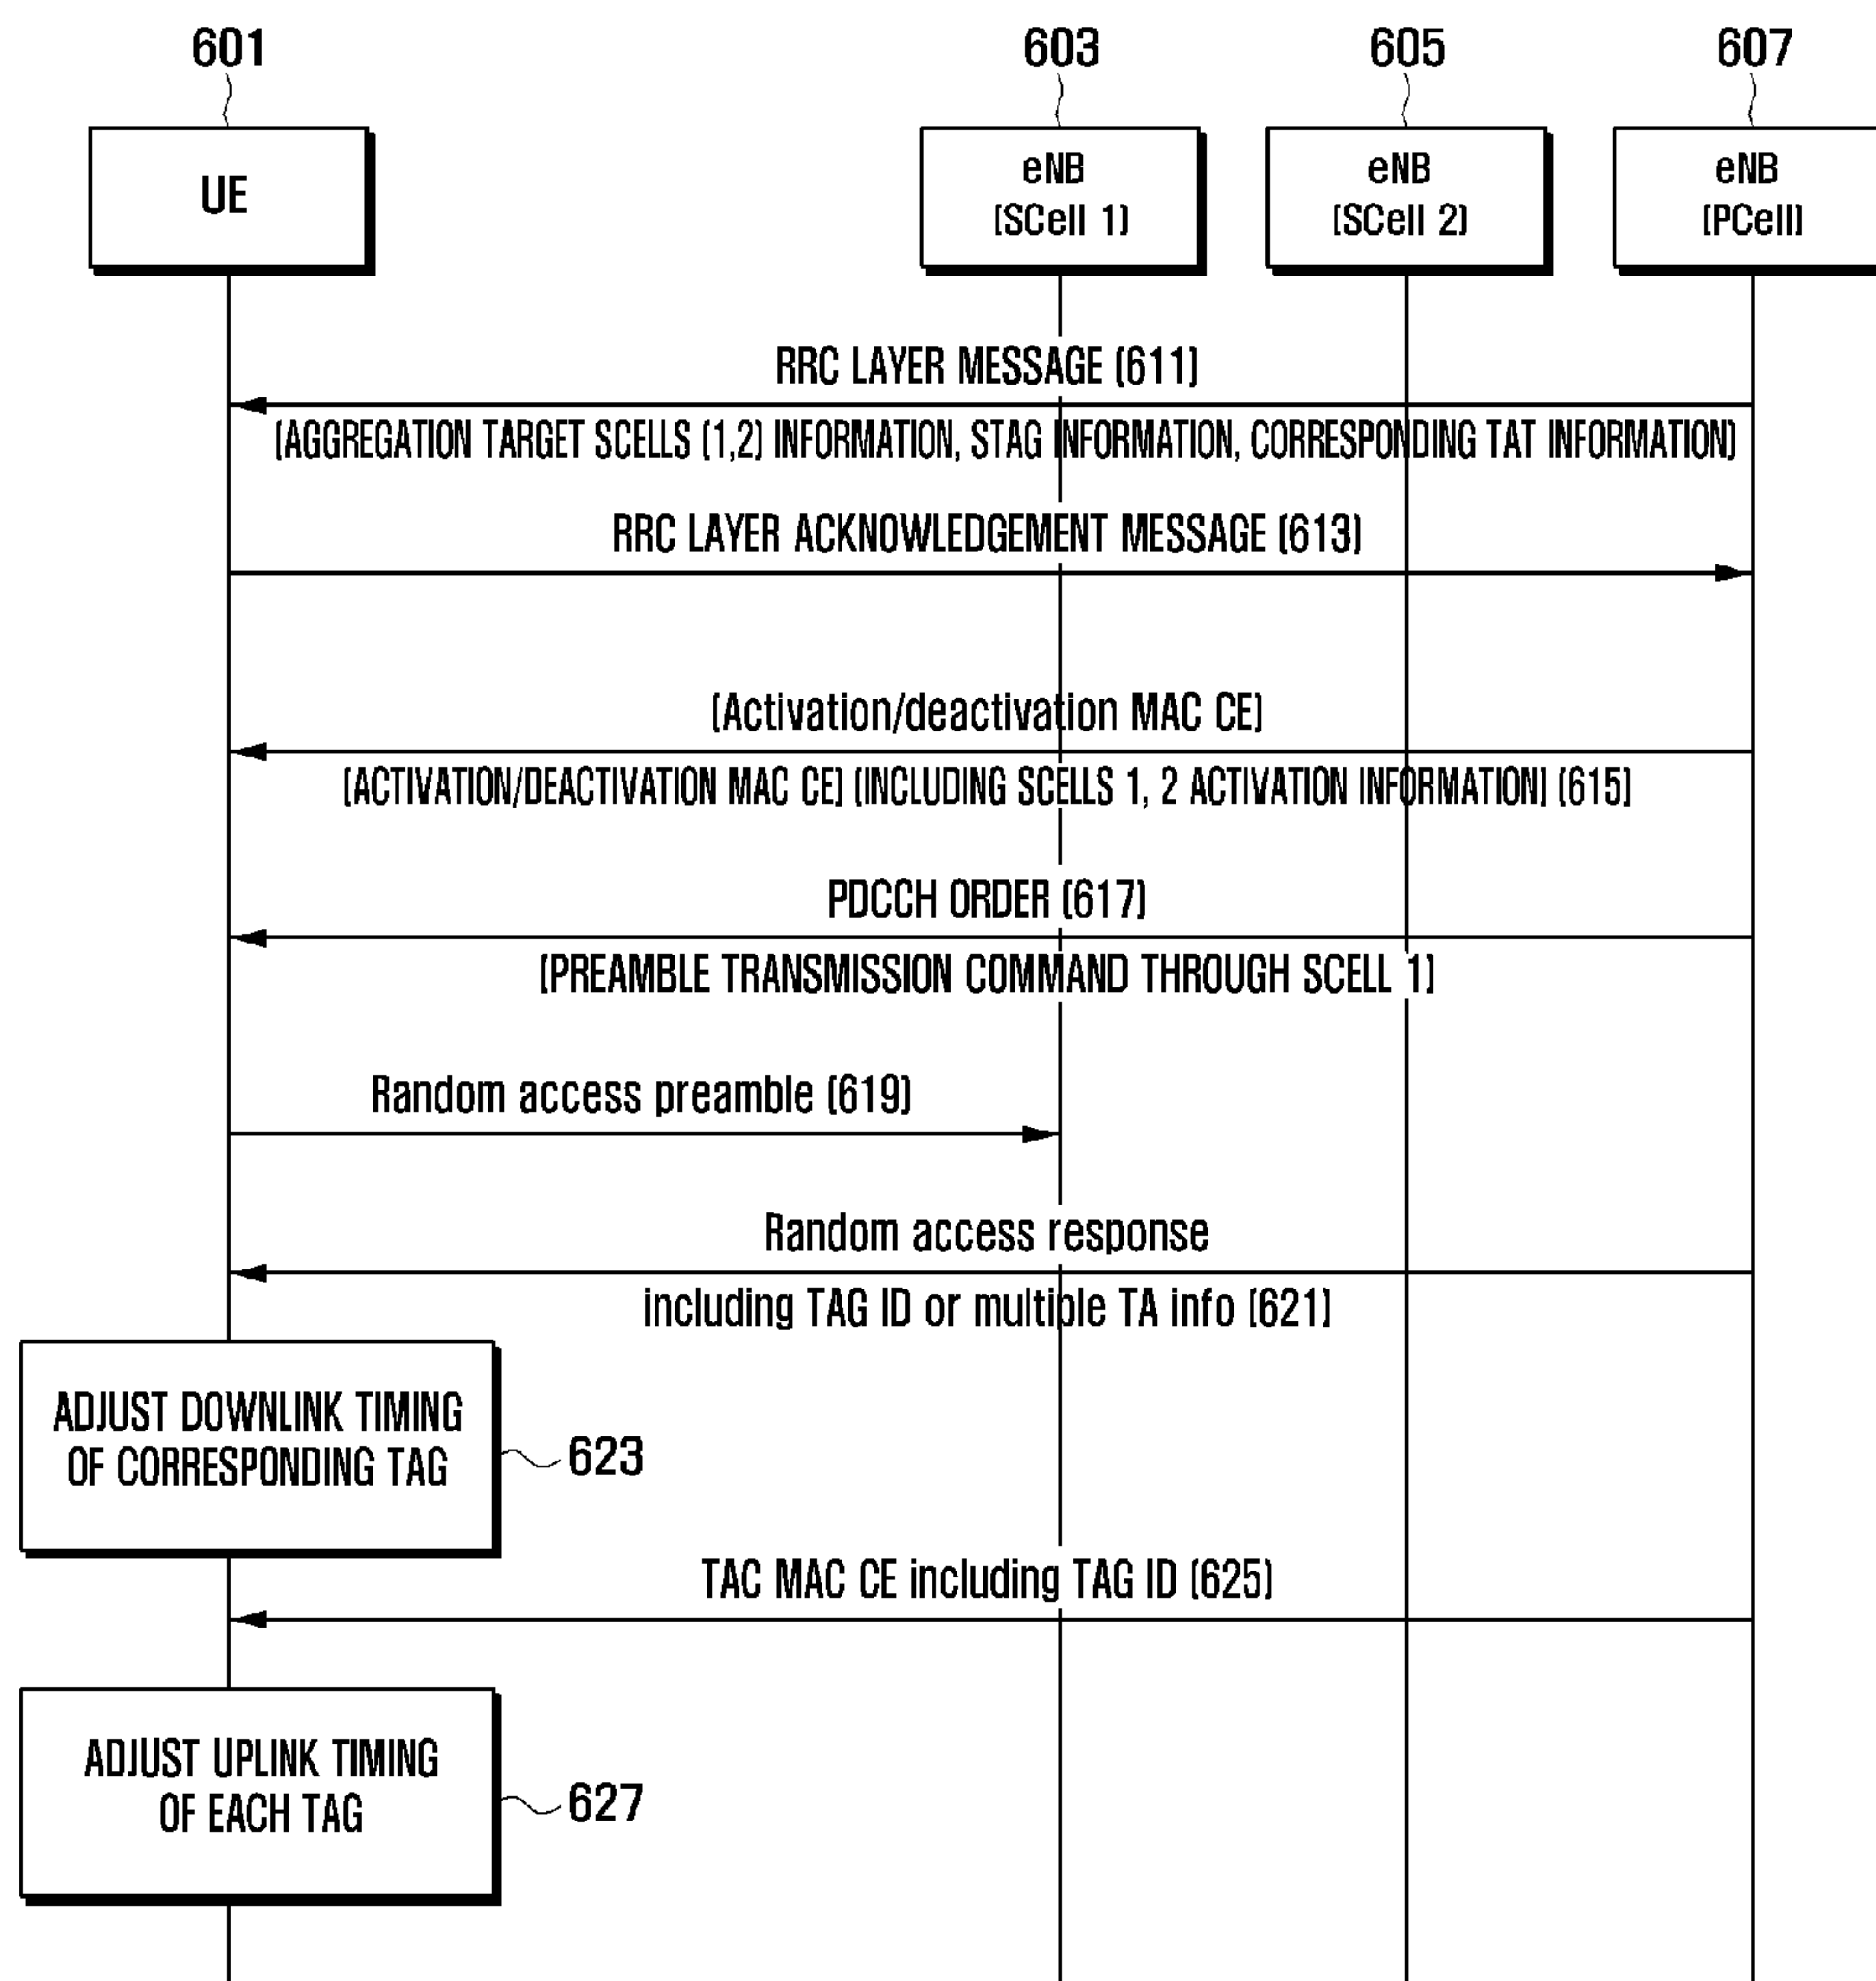 601
603
605
607
UE
eNB
(SCell 1)
eNB
(SCell 2)
eNB
(PCell)
RRC LAYER MESSAGE (611)
(AGGREGATION TARGET SCELLS (1,2) INFORMATION, STAG INFORMATION, CORRESPONDING TAT INFORMATION)
RRC LAYER ACKNOWLEDGEMENT MESSAGE (613)
(Activation/deactivation MAC CE)
(ACTIVATION/DEACTIVATION MAC CE) (INCLUDING SCELLS 1, 2 ACTIVATION INFORMATION) (615)
PDCCH ORDER (617)
(PREAMBLE TRANSMISSION COMMAND THROUGH SCELL 1)
Random access preamble (619)
Random access response
including TAG ID or multiple TA info (621)
ADJUST DOWNLINK TIMING
OF CORRESPONDING TAG
623
TAC MAC CE including TAG ID (625)
ADJUST UPLINK TIMING
OF EACH TAG
627